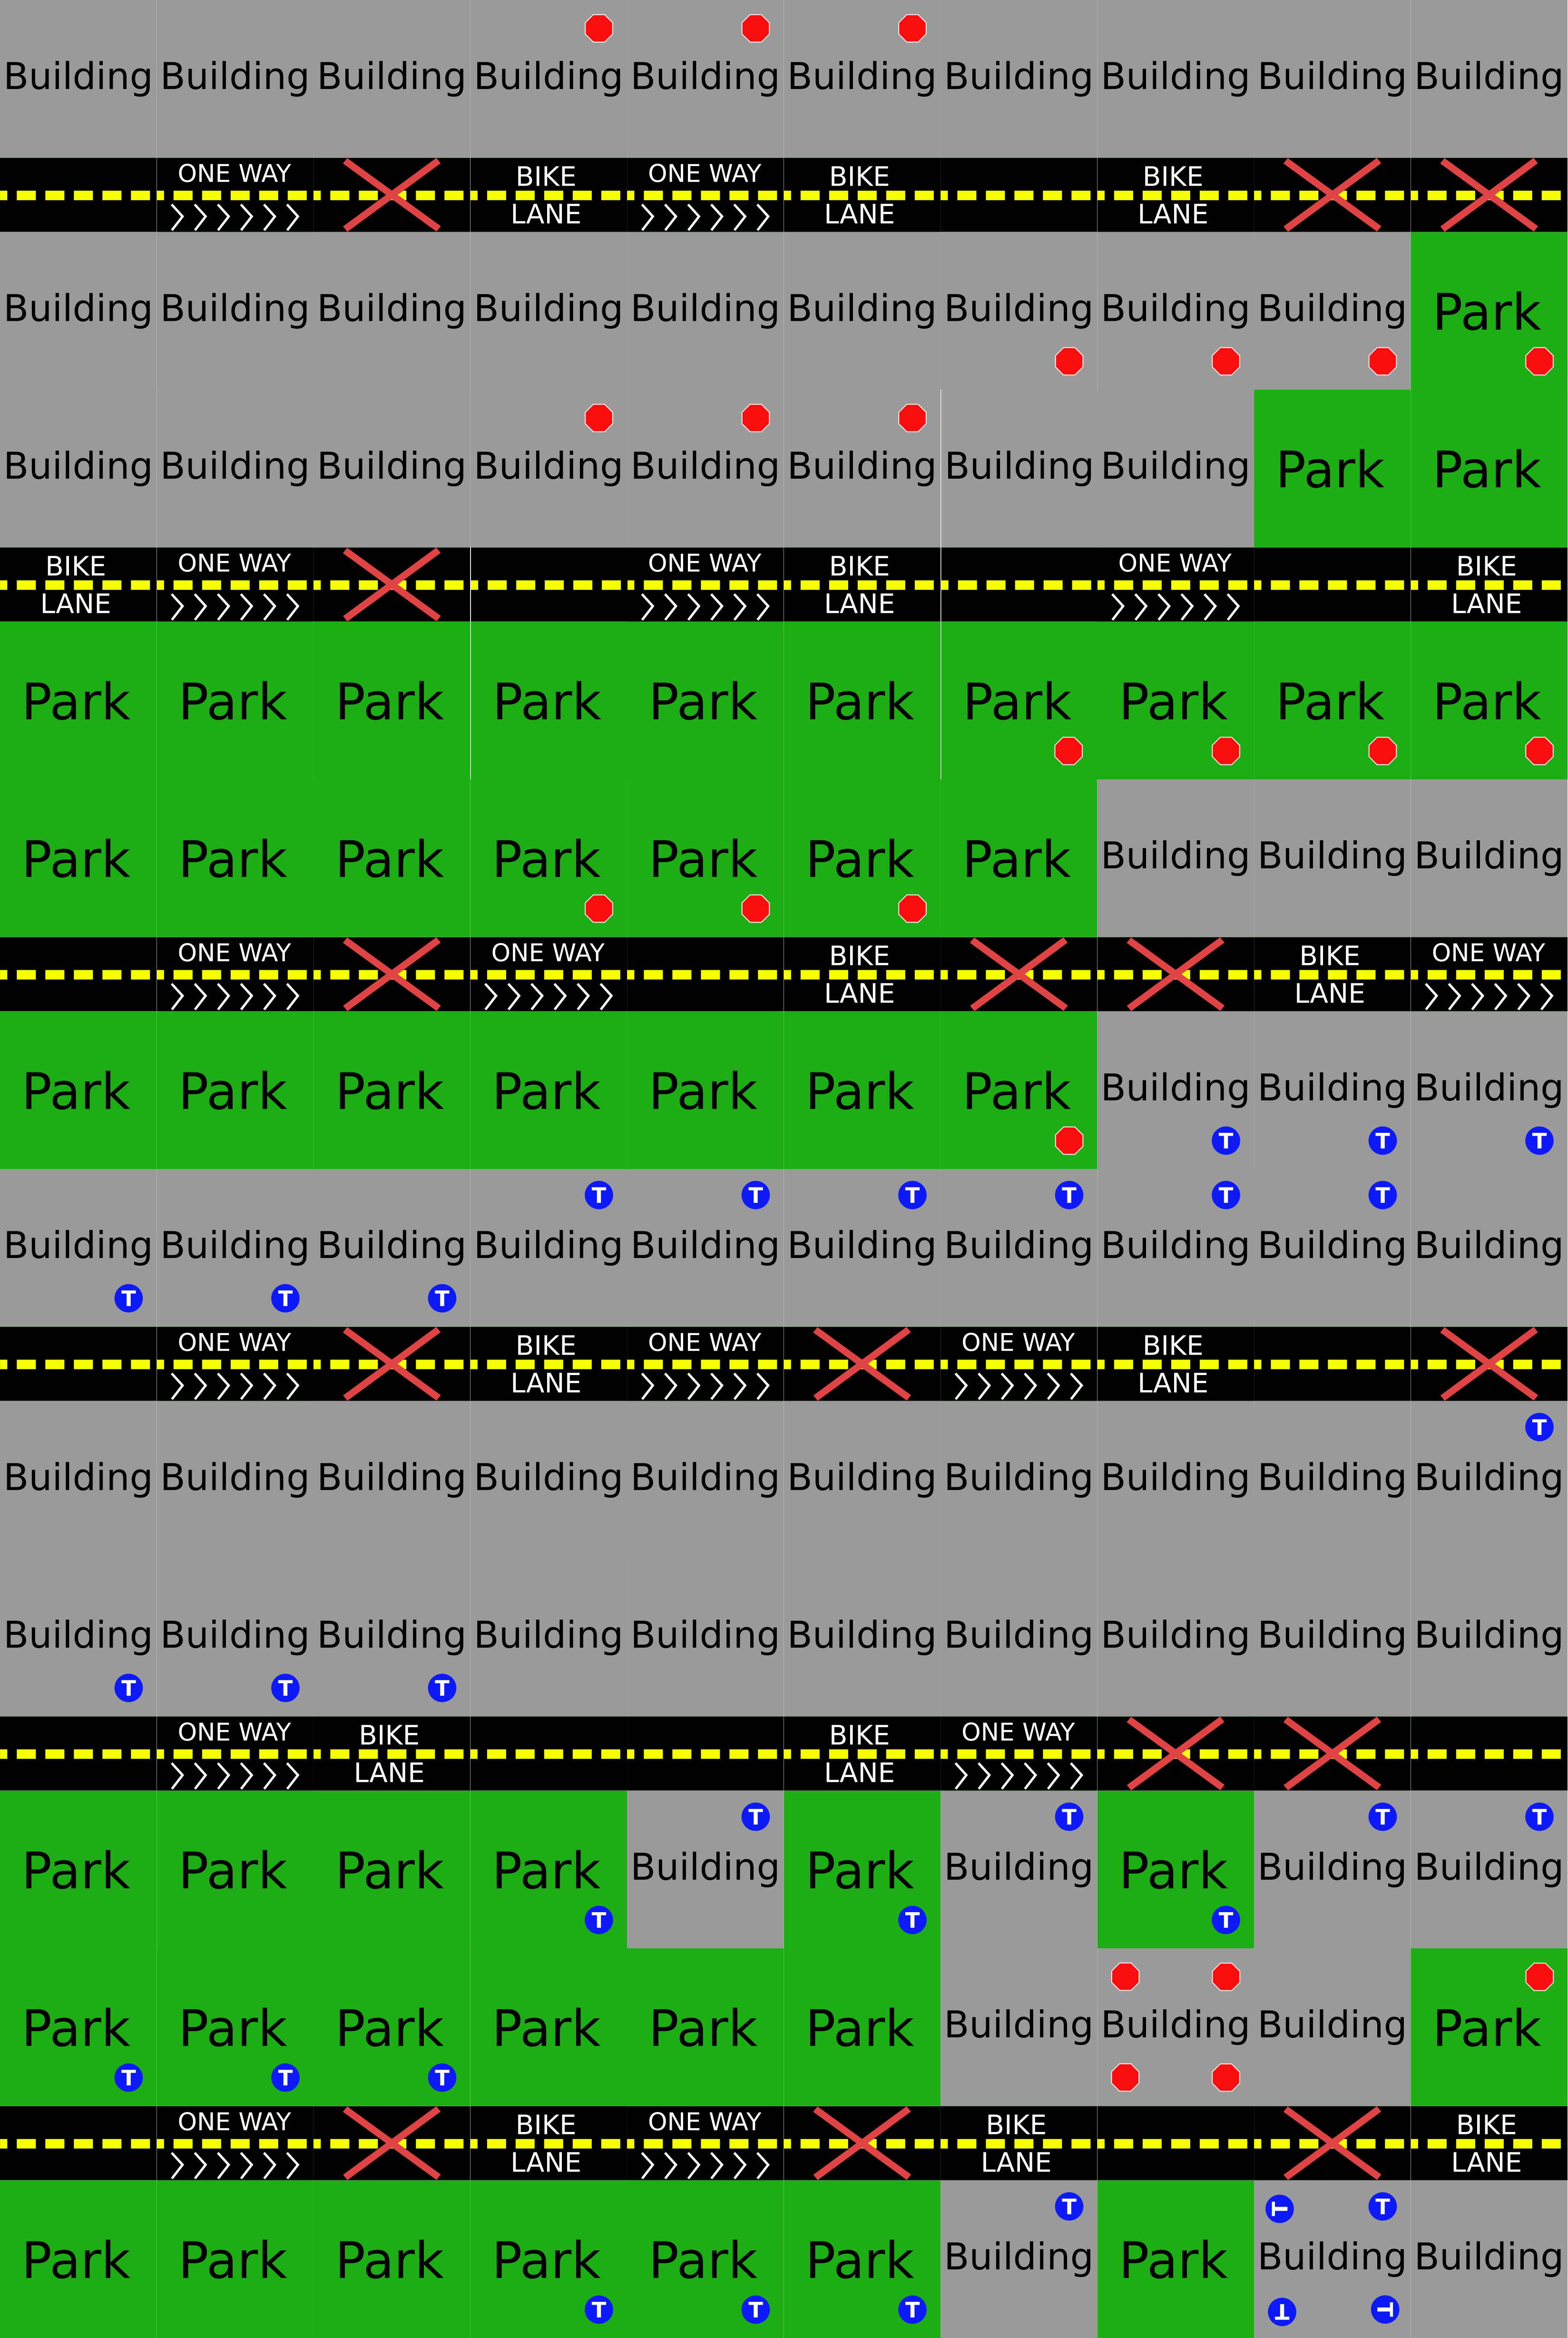 Building Building Building Building Building Building Building Building Building Building
ONE WAY BIKE ONE WAY BIKE BIKE
LANE LANE LANE
Building Building Building Building Building Building Building Building Building Park
Building Building Building Building Building Building Building Building Park Park
BIKE ONE WAY ONE WAY BIKE ONE WAY BIKE
LANE LANE LANE
Park Park Park Park Park Park Park Park Park Park
Park Park Park Park Park Park Park Building Building Building
ONE WAY ONE WAY BIKE BIKE ONE WAY
LANE LANE
Park Park Park Park Park Park Park Building Building Building
T T T
T T T T T T
Building Building Building Building Building Building Building Building Building Building
T T T
ONE WAY BIKE ONE WAY ONE WAY BIKE
LANE LANE
T
Building Building Building Building Building Building Building Building Building Building
Building Building Building Building Building Building Building Building Building Building
T T T
ONE WAY BIKE BIKE ONE WAY
LANE LANE
T T T T
Park Park Park Park Building Park Building Park Building Building
T T T
Park Park Park Park Park Park Building Building Building Park
T T T
ONE WAY BIKE ONE WAY BIKE BIKE
LANE LANE LANE
T T T
Park Park Park Park Park Park Building Park Building Building
T T T T T